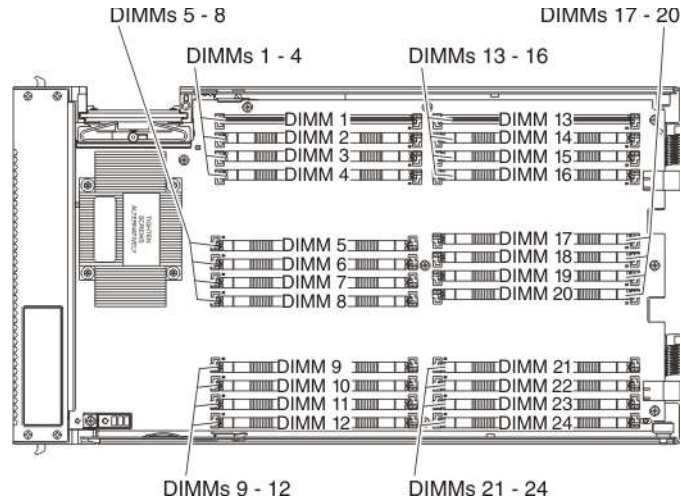 DIMMs 5 - 8
DIMMs 17 - 20
DIMMs 1 - 4
DIMMs 13 - 16
DIMM 1
DIMM 2
DIMM 3
DIMM 4
DIMM 13
DIMM 14
DIMM 15
DIMM 16
TIGHTEN
SCREWS
ALTERNATIVELY
DIMM 5
DIMM 6
DIMM 7
DIMM 8
DIMM 17
DIMM 18
DIMM 19
DIMM 20
DIMM 9
DIMM 10
DIMM 11
DIMM 12
DIMM 21
DIMM 22
DIMM 23
DIMM 24
DIMMs 9 - 12
DIMMs 21 - 24